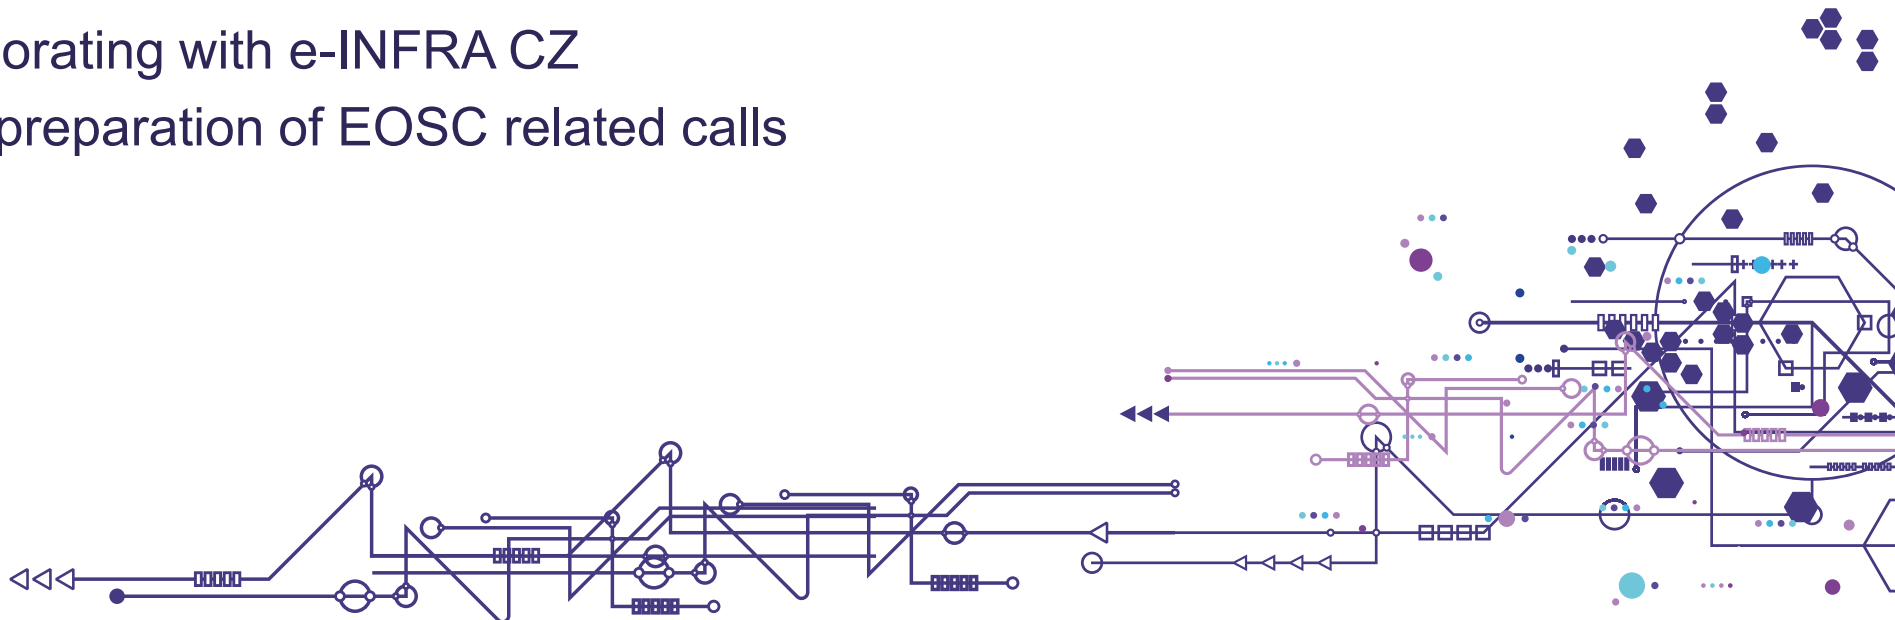 orating with e-INFRA CZ
preparation of EOSC related calls